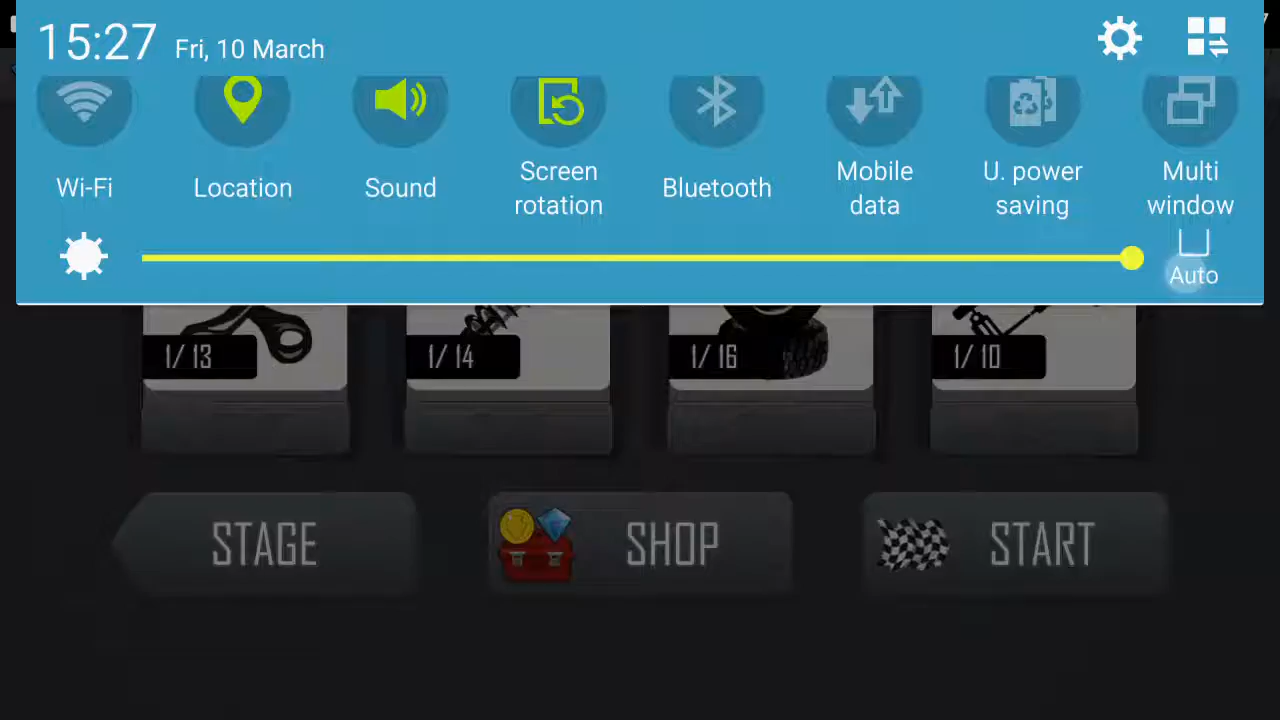 15:27 Fri, 10 March
Wi-Fi
Location
Sound
Screen
rotation
Bluetooth
Mobile
data
U. power
saving
Multi
window
Auto
1/ 13
1/ 14
1/ 16
1/ 10
STAGE
SHOP
START